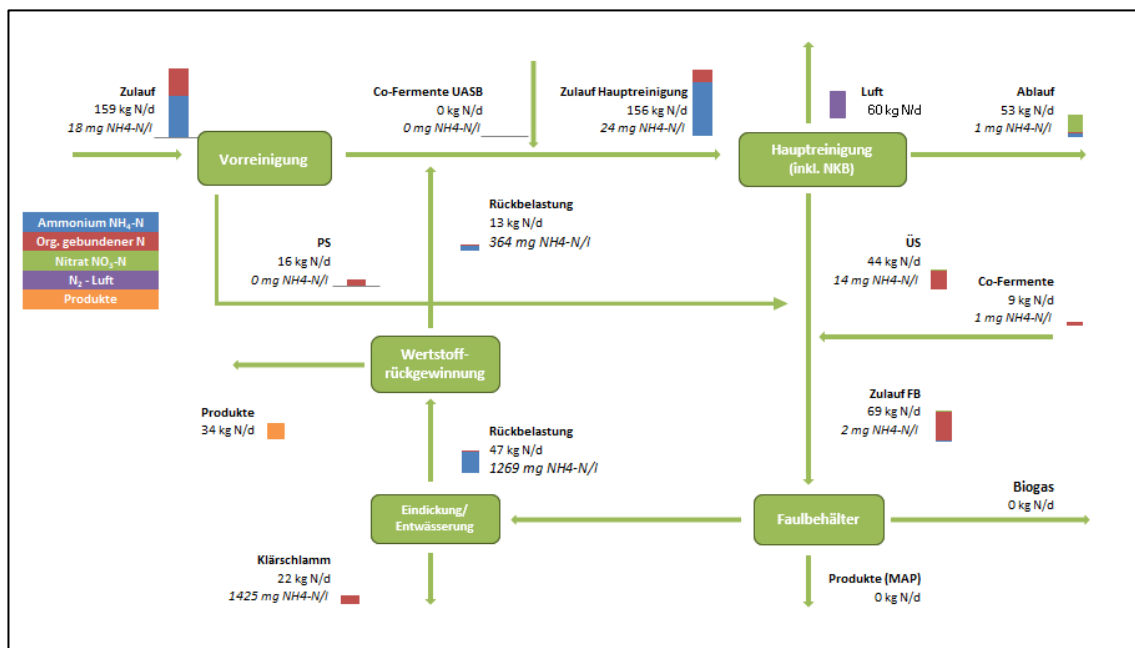 Zulauf
159 kg N/d
18 mg NH4-N/l
Co-Fermente UASB
0 kg N/d
0 mg NH4-N/l
Zulauf Hauptreinigung
156 kg N/d
24 mg NH4-N/l
Luft
60 kg N/d
Ablauf
53 kg N/d
1 mg NH4-N/l
Vorreinigung
Hauptreinigung
(inkl. NKB)
Ammonium NH₄-N
Org. gebundener N
Nitrat NO₃-N
N₂ - Luft
Produkte
PS
16 kg N/d
0 mg NH4-N/l
Rückbelastung
13 kg N/d
364 mg NH4-N/l
ÜS
44 kg N/d
14 mg NH4-N/l
Co-Fermente
9 kg N/d
1 mg NH4-N/l
Wertstoff-
rückgewinnung
Zulauf FB
69 kg N/d
2 mg NH4-N/l
Produkte
34 kg N/d
Rückbelastung
47 kg N/d
1269 mg NH4-N/l
Biogas
0 kg N/d
Eindickung/
Entwässerung
Faulbehälter
Klärschlamm
22 kg N/d
1425 mg NH4-N/l
Produkte (MAP)
0 kg N/d